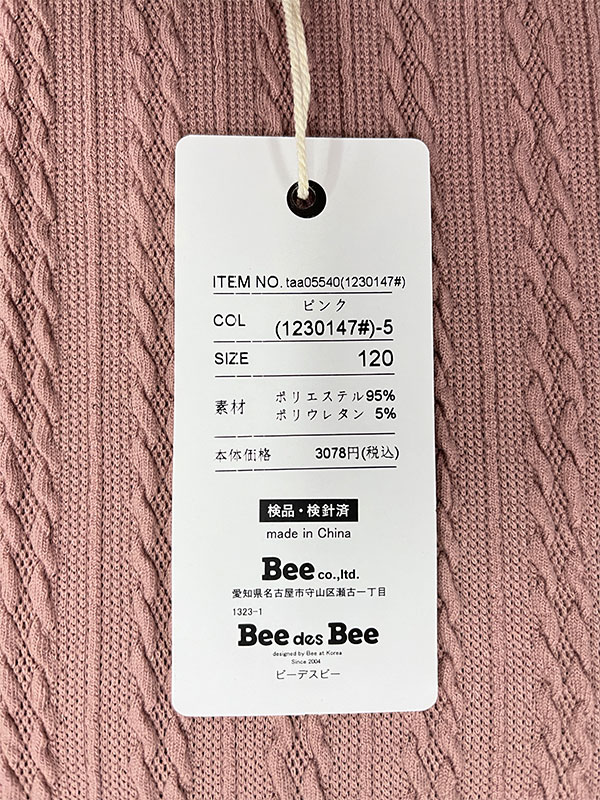 ITEM NO. taa05540(1230147#)
ピンク
COL (1230147#)-5
SIZE 120
素材 ポリエステル95%
ポリウレタン 5%
本体価格 3078円(税込)
検品・検針済
made in China
Bee co.,ltd.
愛知県名古屋市守山区瀬古一丁目
1323-1
Bee des Bee
designed by Bee at Korea
Since 2004
ビーデスビー